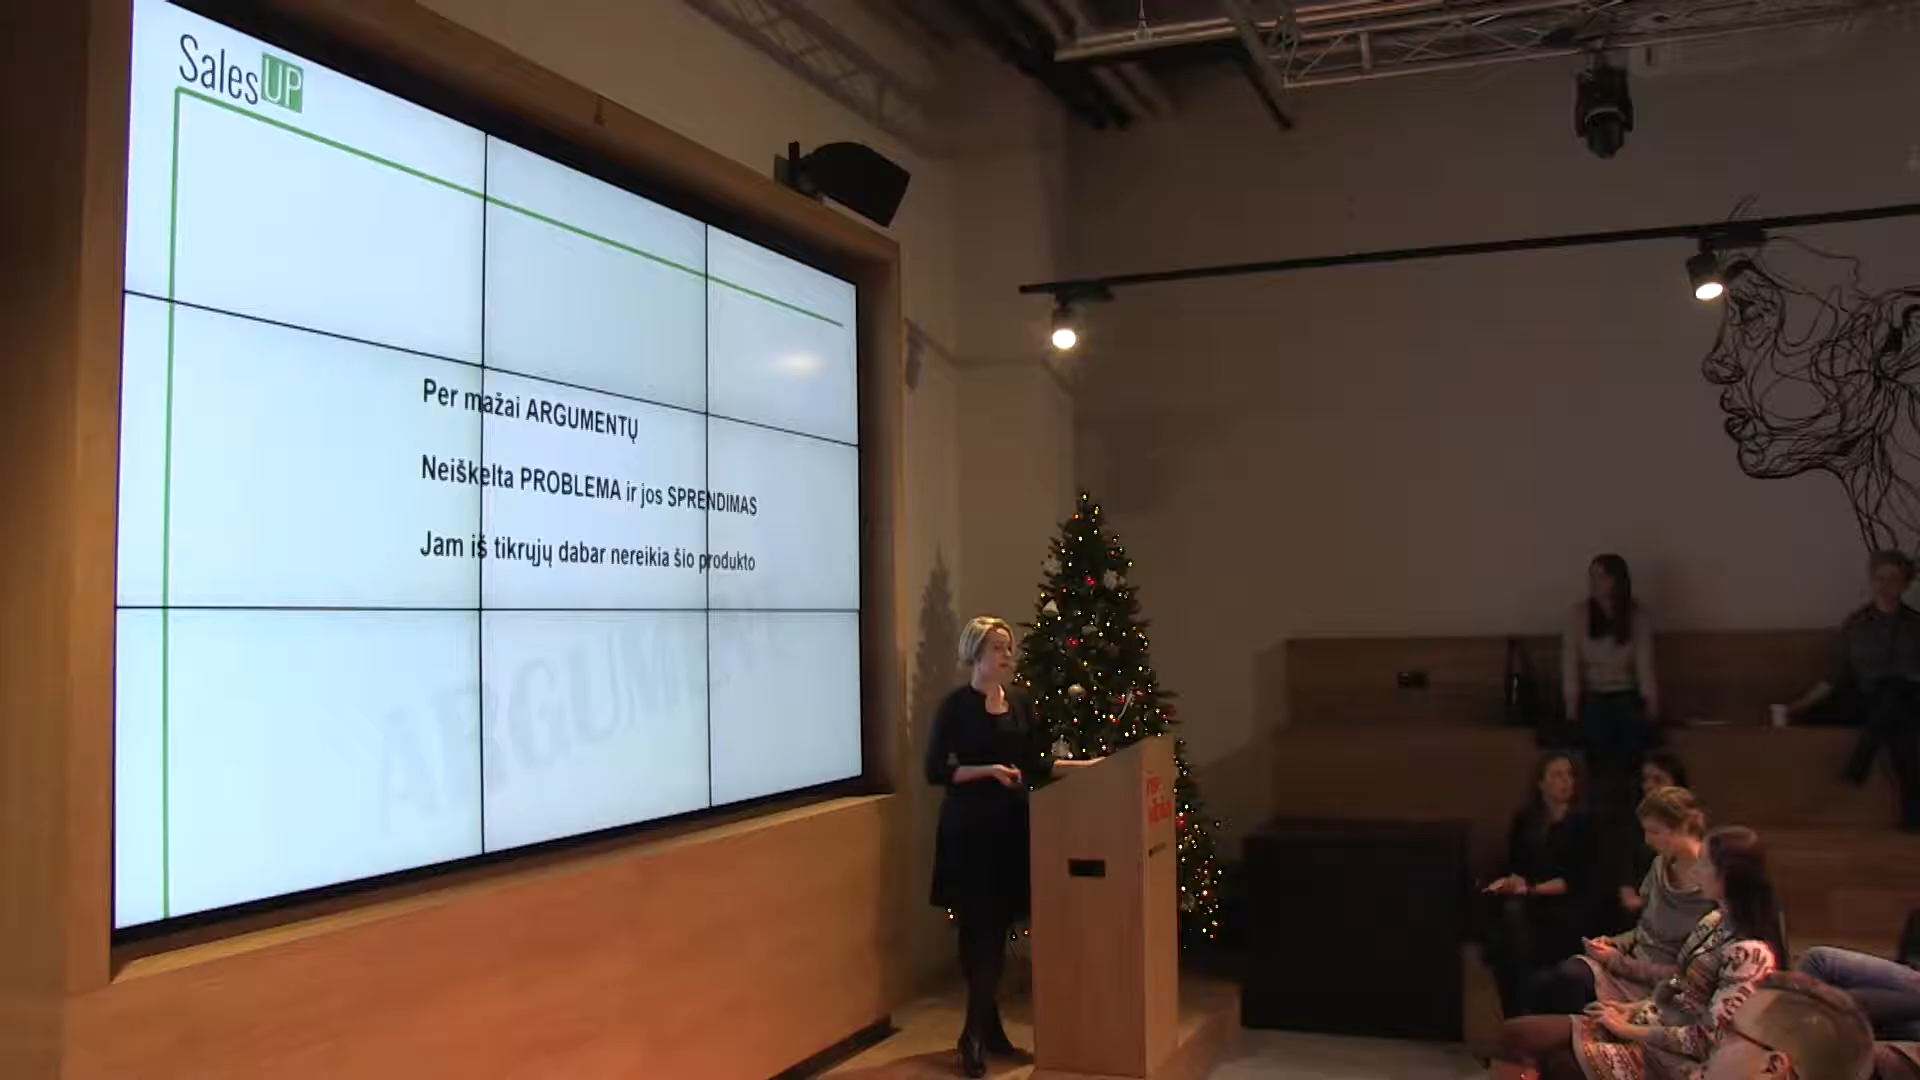 SalesUP
Per mažai ARGUMENTŲ
Neiškelta PROBLEMA ir jos SPRENDIMAS
Jam iš tikrųjų dabar nereikia šio produkto